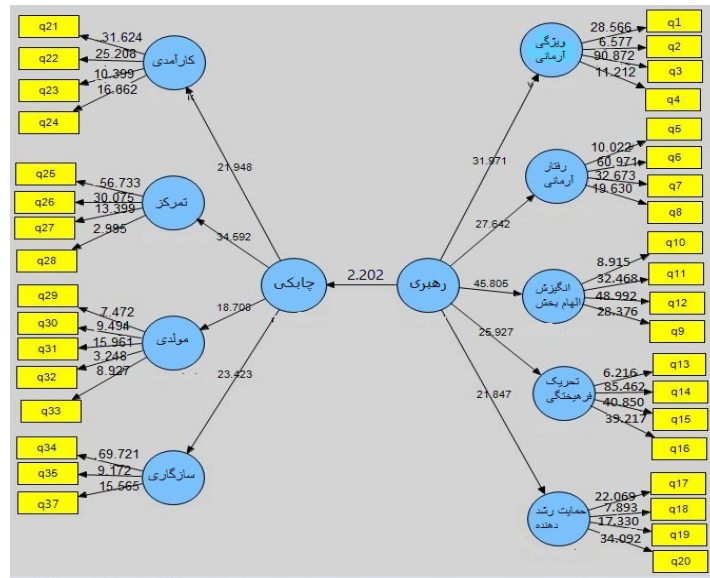 q21
q22
q23
q24
31.624
25.208
10.399
16.662
کارآمدی
q25
q26
q27
q28
56.733
30.075
13.399
2.995
تمرکز
q29
q30
q31
q32
q33
7.472
9.494
15.961
3.248
8.927
مولدی
q34
q35
q37
69.721
9.172
15.565
سازگاری
21.948
34.592
18.708
23.423
چابکی
2.202
رهبری
31.971
27.642
45.805
25.927
21.847
ویژگی
آرمانی
28.566
6.577
90.872
11.212
q1
q2
q3
q4
رفتار
آرمانی
10.022
60.971
32.673
19.630
q5
q6
q7
q8
انگیزش
الهام بخش
8.915
32.468
48.992
28.376
q10
q11
q12
q9
تحریک
فرهیختگی
6.216
85.462
40.850
39.217
q13
q14
q15
q16
حمایت رشد
دهنده
22.069
7.893
17.330
34.092
q17
q18
q19
q20